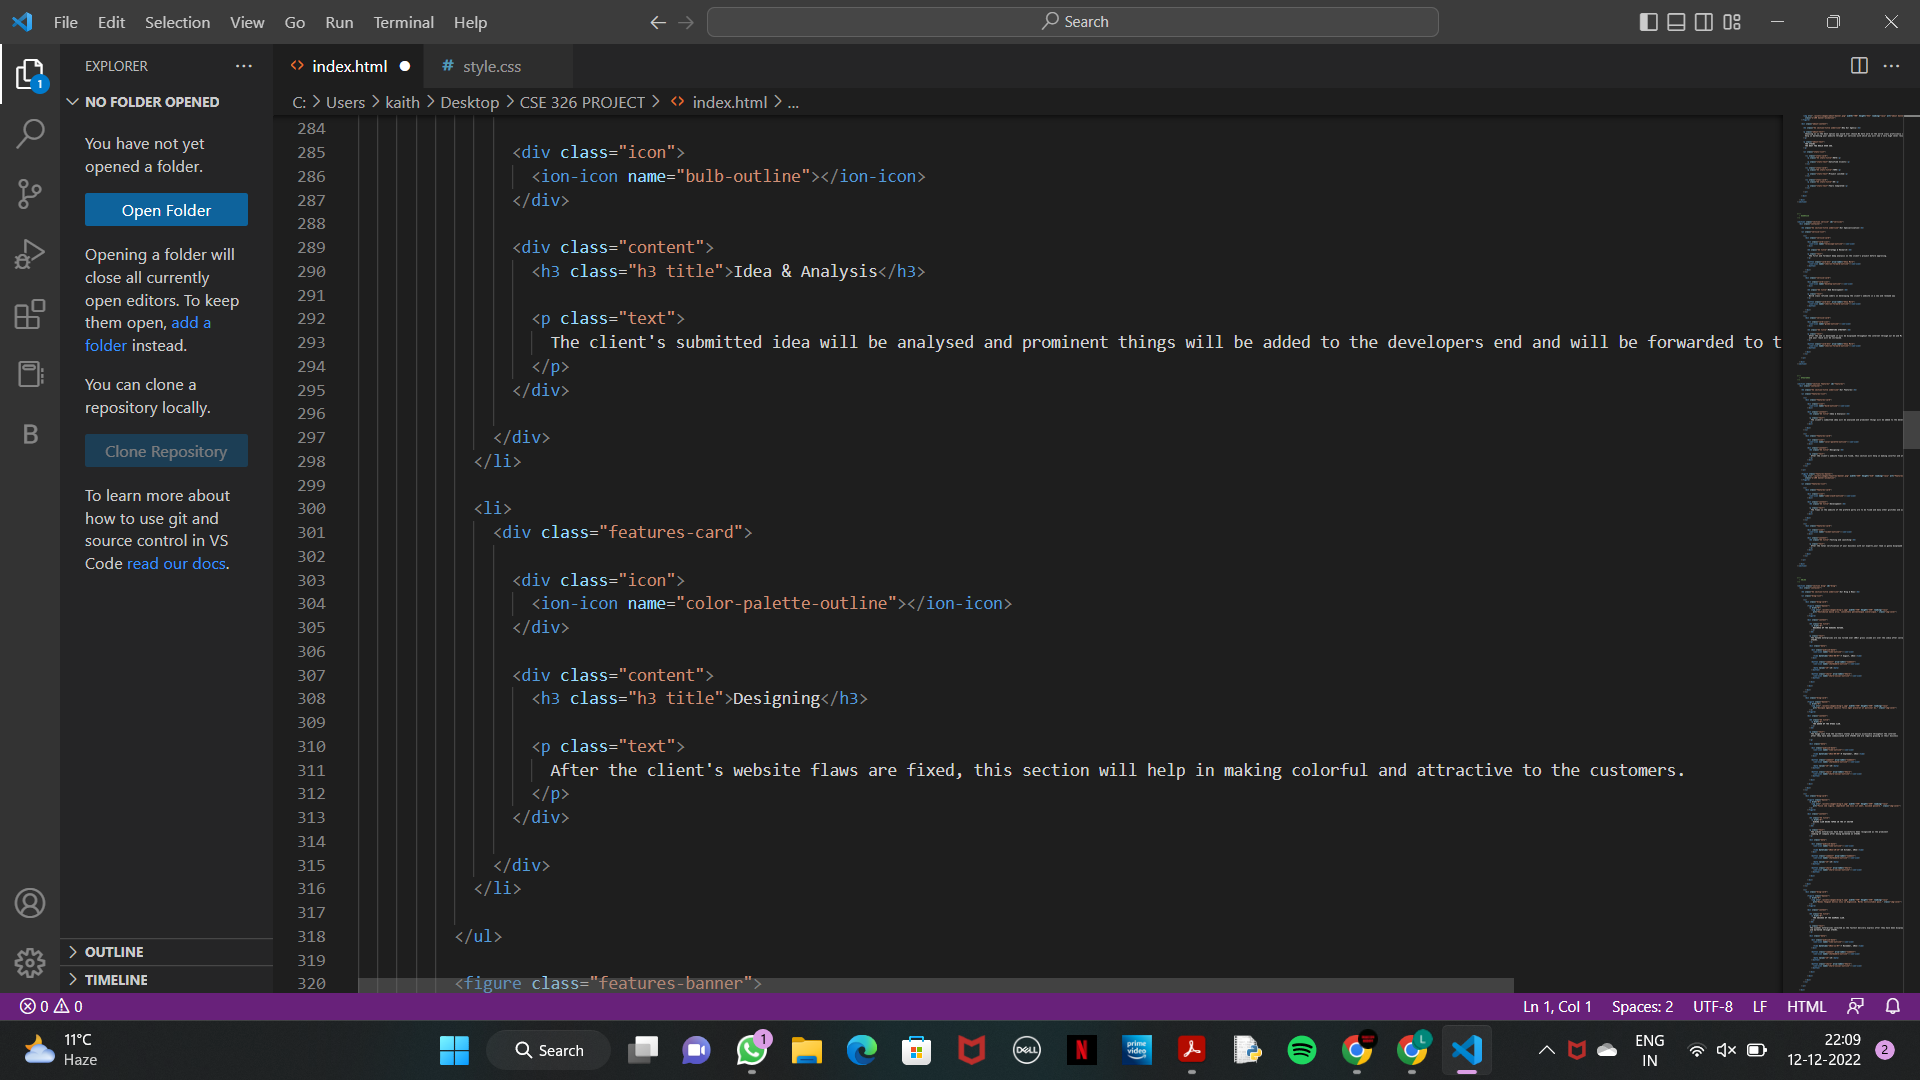 File Edit Selection View Go Run Terminal Help
Search
EXPLORER
index.html
style.css
NO FOLDER OPENED
C: > Users > kaith > Desktop > CSE 326 PROJECT > index.html > ...
You have not yet
opened a folder.
Open Folder
Opening a folder will
close all currently
open editors. To keep
them open, add a
folder instead.
You can clone a
repository locally.
Clone Repository
To learn more about
how to use git and
source control in VS
Code read our docs.
OUTLINE
TIMELINE
284
285 <div class="icon">
286 <ion-icon name="bulb-outline"></ion-icon>
287 </div>
288
289 <div class="content">
290 <h3 class="h3 title">Idea & Analysis</h3>
291
292 <p class="text">
293 The client's submitted idea will be analysed and prominent things will be added to the developers end and will be forwarded to t
294 </p>
295 </div>
296
297 </div>
298 </li>
299
300 <li>
301 <div class="features-card">
302
303 <div class="icon">
304 <ion-icon name="color-palette-outline"></ion-icon>
305 </div>
306
307 <div class="content">
308 <h3 class="h3 title">Designing</h3>
309
310 <p class="text">
311 After the client's website flaws are fixed, this section will help in making colorful and attractive to the customers.
312 </p>
313 </div>
314
315 </div>
316 </li>
317
318 </ul>
319
320 <figure class="features-banner">
0 0
Ln 1, Col 1 Spaces: 2 UTF-8 LF HTML
11°C
Haze
Search
1
DELL
N
prime video
L
ENG
IN
22:09
12-12-2022
2